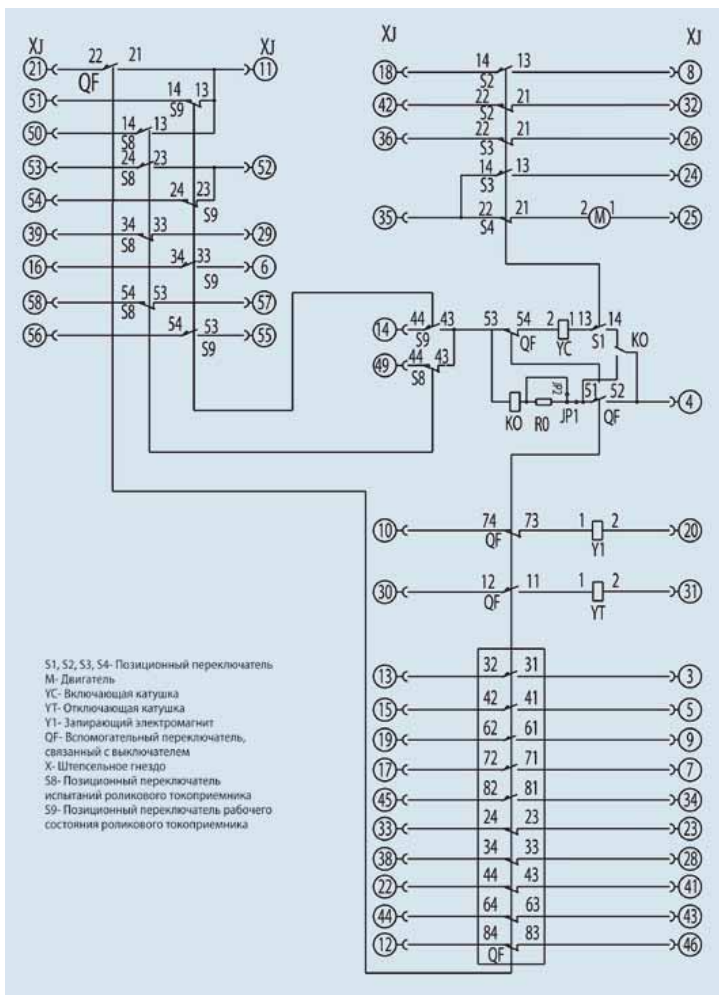 XJ XJ XJ XJ
21 22 21 11
QF
51 14 13
S9
50 14 13
S8
53 24 23 52
S8
54 24 23
S9
39 34 33 29
S8
16 34 33 6
S9
58 54 53 57
S8
56 54 53 55
S9
18 14 13 8
S2
42 22 21 32
S2
36 22 21 26
S3
14 13 24
S3
35 22 21 2 M 1 25
S4
14 44 43 53 54 2 1 13 14 KO
S9 QF YC S1
49 44 43
S8
JP2 51 52 4
KO R0 JP1 QF
10 74 73 1 2 20
QF Y1
30 12 11 1 2 31
QF YT
13 32 31 3
15 42 41 5
19 62 61 9
17 72 71 7
45 82 81 34
33 24 23 23
38 34 33 28
22 44 43 41
44 64 63 43
12 84 83 46
QF
S1, S2, S3, S4- Позиционный переключатель
M- Двигатель
YC- Включающая катушка
YT- Отключающая катушка
Y1- Запирающий электромагнит
QF- Вспомогательный переключатель,
связанный с выключателем
X- Штепсельное гнездо
S8- Позиционный переключатель
испытаний роликового токоприемника
S9- Позиционный переключатель рабочего
состояния роликового токоприемника